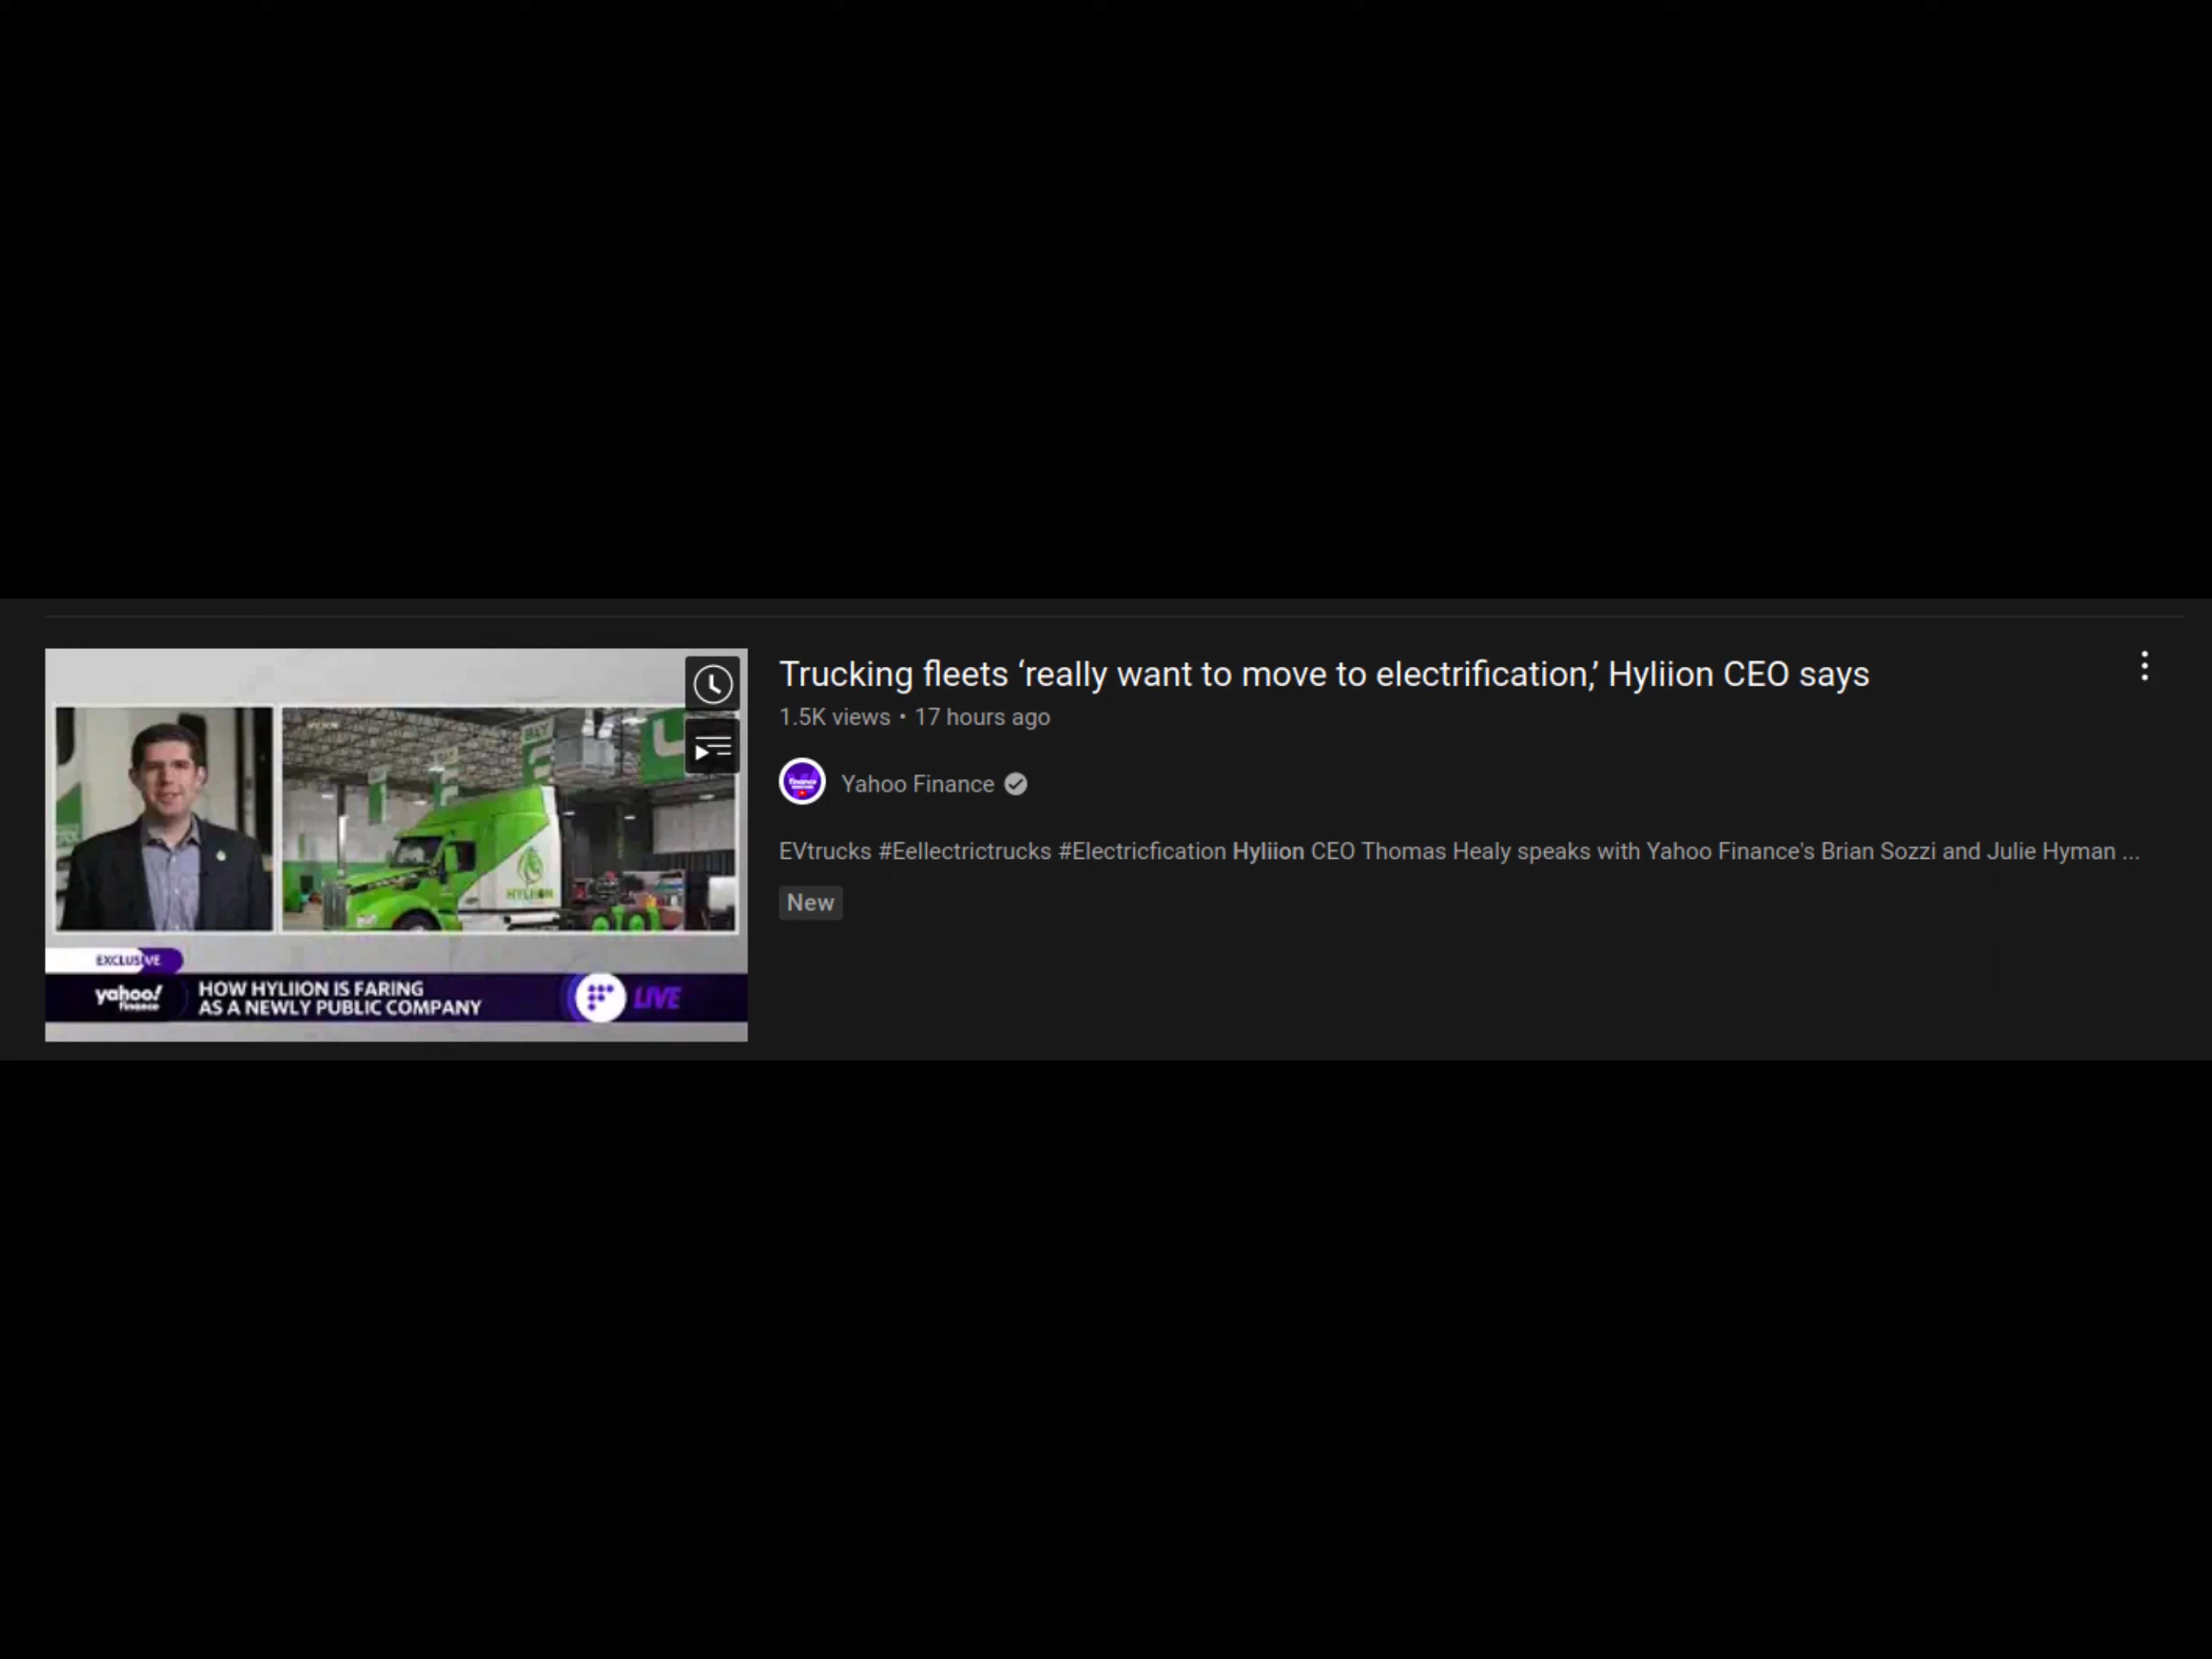 Trucking fleets ‘really want to move to electrification,’ Hyliion CEO says
1.5K views • 17 hours ago
Yahoo Finance
EVtrucks #Eellectrictrucks #Electricfication Hyliion CEO Thomas Healy speaks with Yahoo Finance's Brian Sozzi and Julie Hyman ...
New
HYLIION
EXCLUSIVE
yahoo!
finance
HOW HYLIION IS FARING
AS A NEWLY PUBLIC COMPANY
LIVE
finance